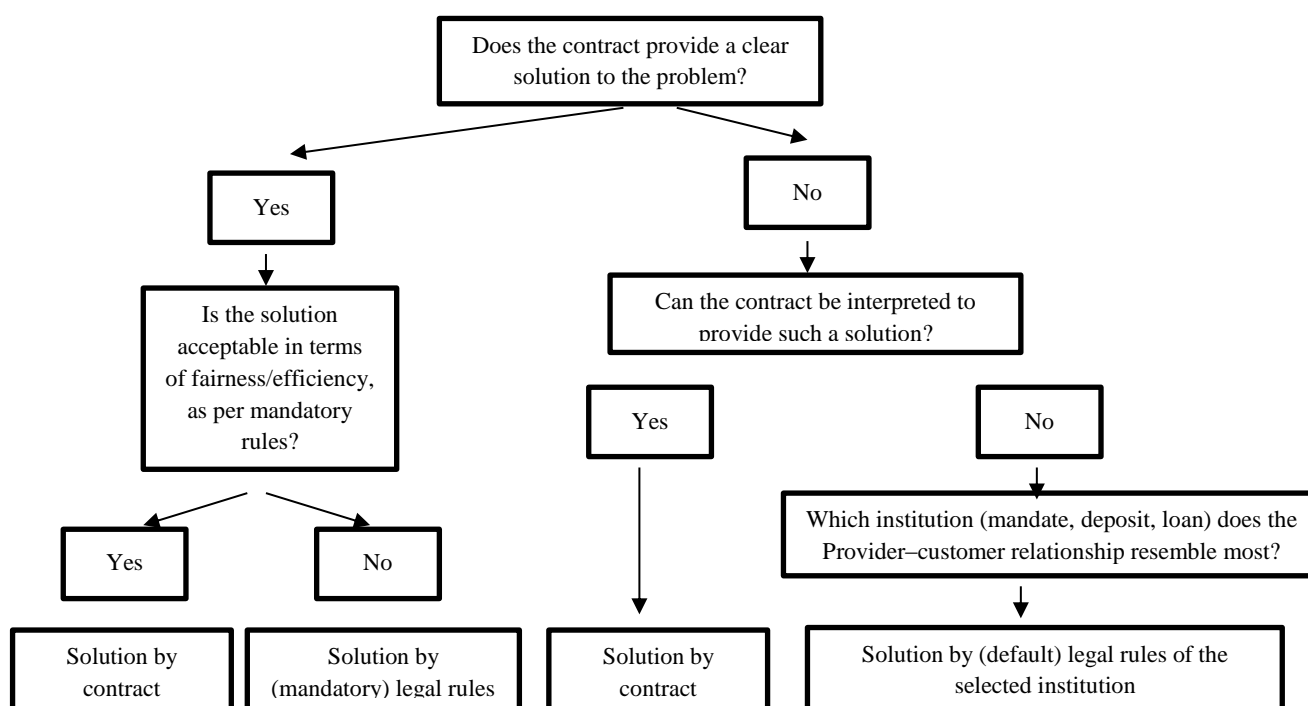 Does the contract provide a clear
solution to the problem?
Yes
No
Is the solution
acceptable in terms
of fairness/efficiency,
as per mandatory
rules?
Can the contract be interpreted to
provide such a solution?
Yes
No
Yes
No
Which institution (mandate, deposit, loan) does the
Provider–customer relationship resemble most?
Solution by
contract
Solution by
(mandatory) legal rules
Solution by
contract
Solution by (default) legal rules of the
selected institution